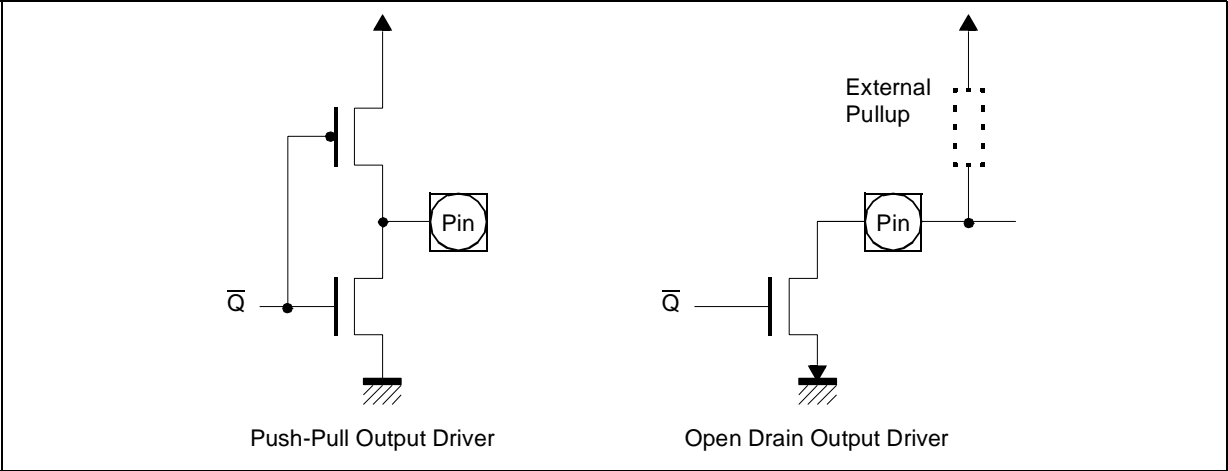 External
Pullup
Pin
Pin
Q̅
Q̅
Push-Pull Output Driver
Open Drain Output Driver